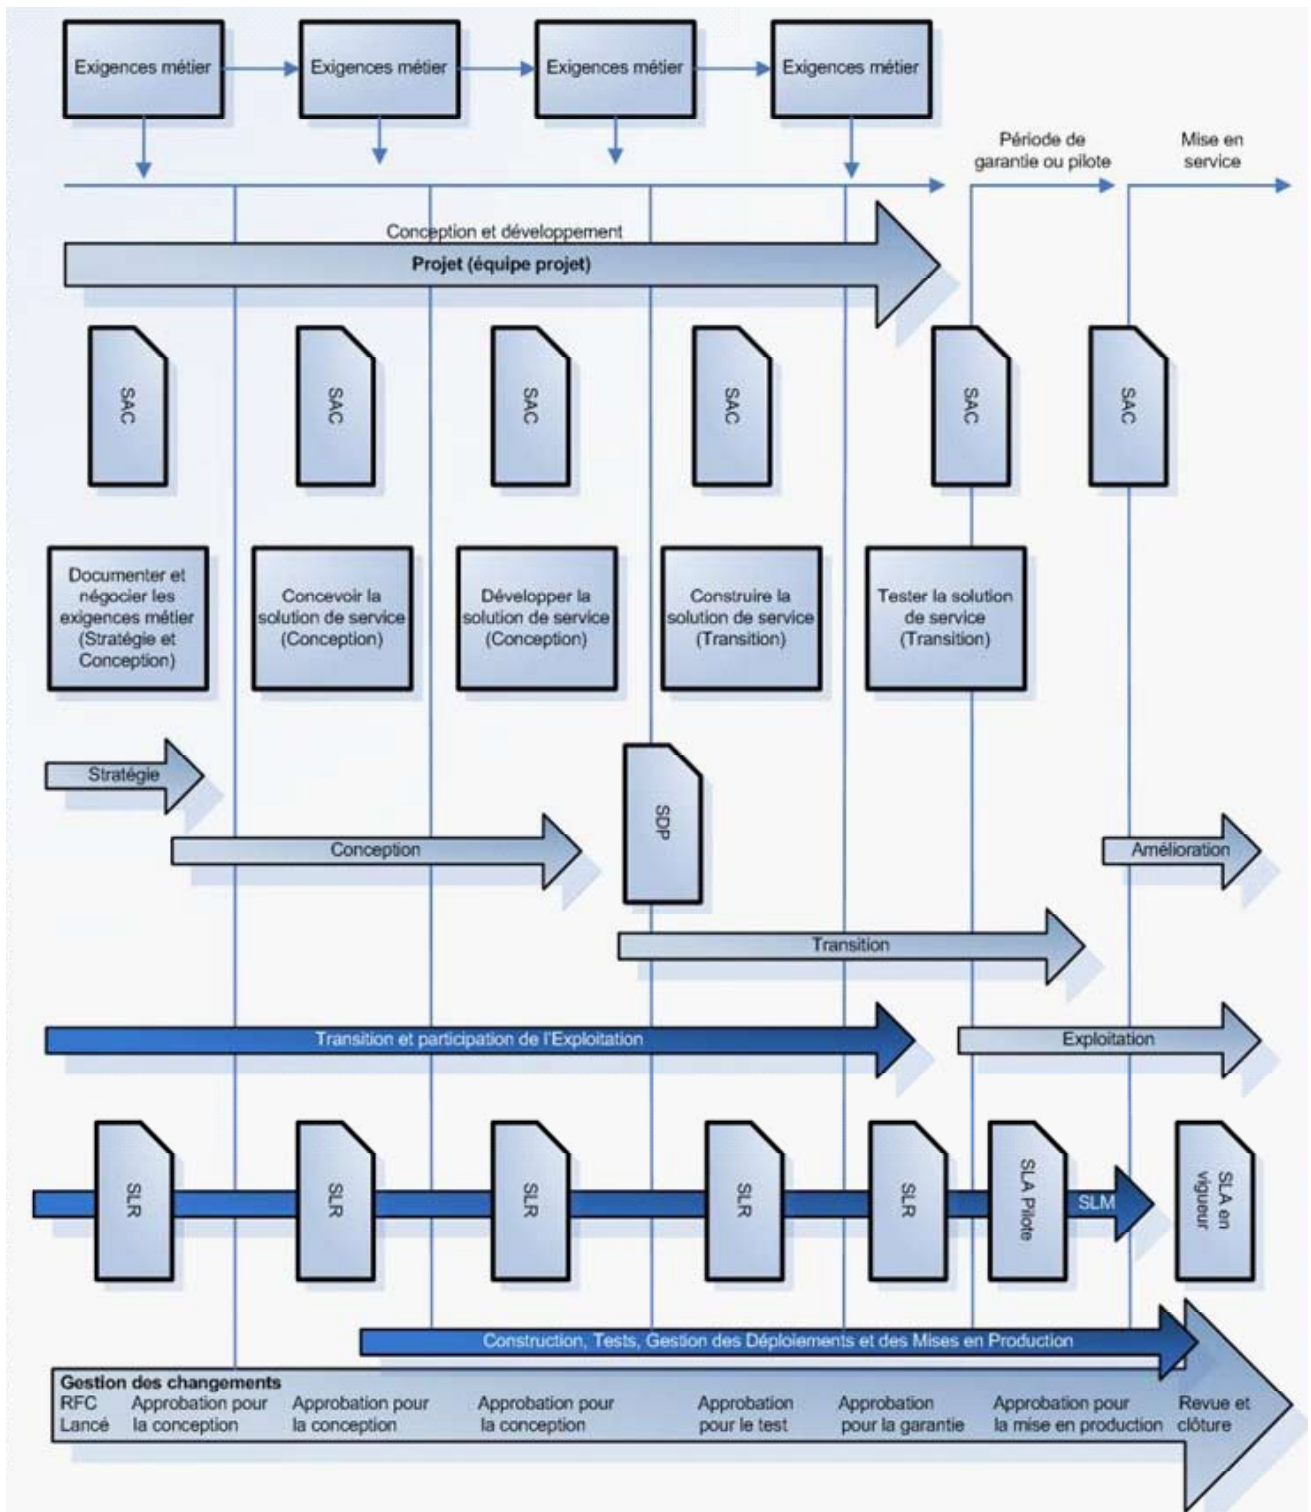 Exigences métier
Exigences métier
Exigences métier
Exigences métier
Période de
garantie ou pilote
Mise en
service
Conception et développement
Projet (équipe projet)
SAC
SAC
SAC
SAC
SAC
SAC
Documenter et
négocier les
exigences métier
(Stratégie et
Conception)
Concevoir la
solution de service
(Conception)
Développer la
solution de service
(Conception)
Construire la
solution de service
(Transition)
Tester la solution
de service
(Transition)
Stratégie
SDP
Conception
Amélioration
Transition
Transition et participation de l'Exploitation
Exploitation
SLR
SLR
SLR
SLR
SLR
SLA Pilote
SLM
SLA en
vigueur
Construction, Tests, Gestion des Déploiements et des Mises en Production
Gestion des changements
RFC
Lancé
Approbation pour
la conception
Approbation pour
la conception
Approbation pour
la conception
Approbation
pour le test
Approbation
pour la garantie
Approbation pour
la mise en production
Revue et
clôture